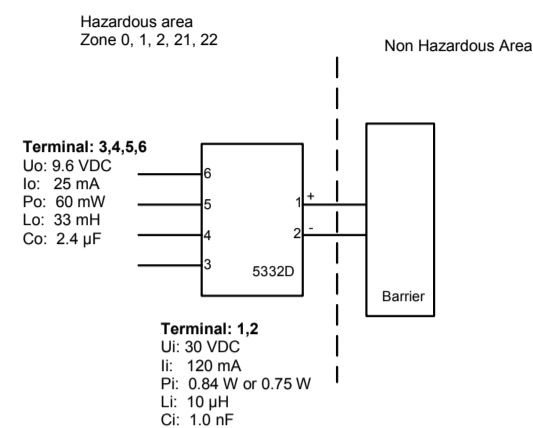 Hazardous area
Zone 0, 1, 2, 21, 22
Non Hazardous Area
Terminal: 3,4,5,6
Uo: 9.6 VDC
Io: 25 mA
Po: 60 mW
Lo: 33 mH
Co: 2.4 µF
6
5
4
3
1
+
2
-
5332D
Barrier
Terminal: 1,2
Ui: 30 VDC
Ii: 120 mA
Pi: 0.84 W or 0.75 W
Li: 10 µH
Ci: 1.0 nF